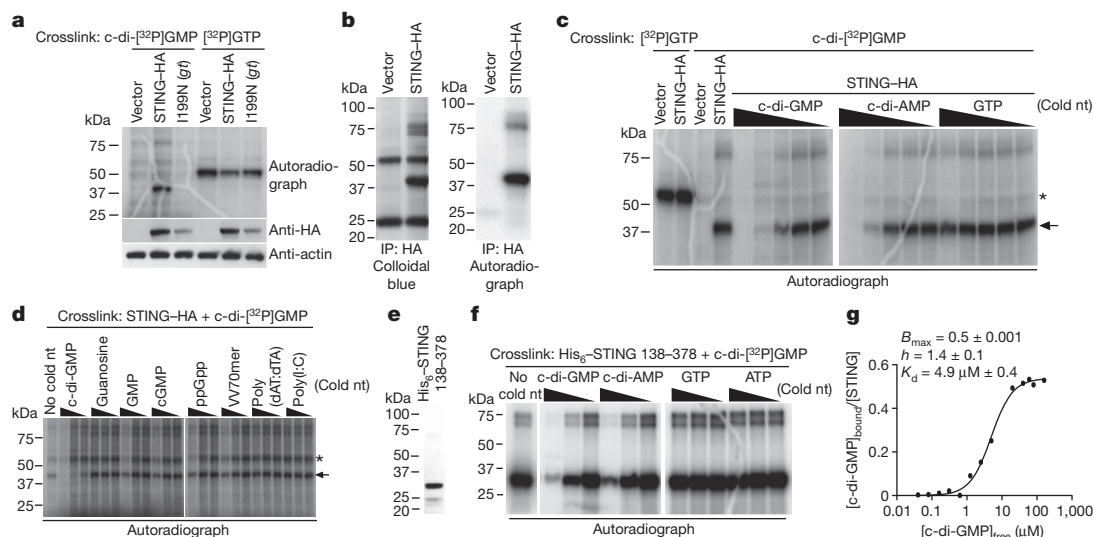 a
Crosslink: c-di-[³²P]GMP [³²P]GTP
Vector
STING–HA
I199N (gt)
Vector
STING–HA
I199N (gt)
kDa
75
50
37
25
Autoradio-
graph
Anti-HA
Anti-actin
b
Vector
STING–HA
Vector
STING–HA
kDa
100
75
50
37
25
20
IP: HA
Colloidal
blue
kDa
100
75
50
37
25
20
IP: HA
Autoradio-
graph
c
Crosslink: [³²P]GTP c-di-[³²P]GMP
Vector
STING–HA
Vector
STING–HA
STING–HA
c-di-GMP c-di-AMP GTP (Cold nt)
kDa
75
50
37
*
Autoradiograph
d
Crosslink: STING–HA + c-di-[³²P]GMP
No cold nt
c-di-GMP
Guanosine
GMP
cGMP
ppGpp
VV70mer
Poly
(dAT:dTA)
Poly(I:C)
(Cold nt)
kDa
75
50
37
25
*
Autoradiograph
e
His₆–STING
138–378
kDa
100
75
50
37
25
20
f
Crosslink: His₆–STING 138–378 + c-di-[³²P]GMP
No
cold nt
c-di-GMP c-di-AMP GTP ATP (Cold nt)
kDa
75
50
37
25
Autoradiograph
g
Bmax = 0.5 ± 0.001
h = 1.4 ± 0.1
Kd = 4.9 μM ± 0.4
[c-di-GMP]bound/[STING]
0.6
0.2
0
0.01 0.1 1 10 100 1,000
[c-di-GMP]free (μM)